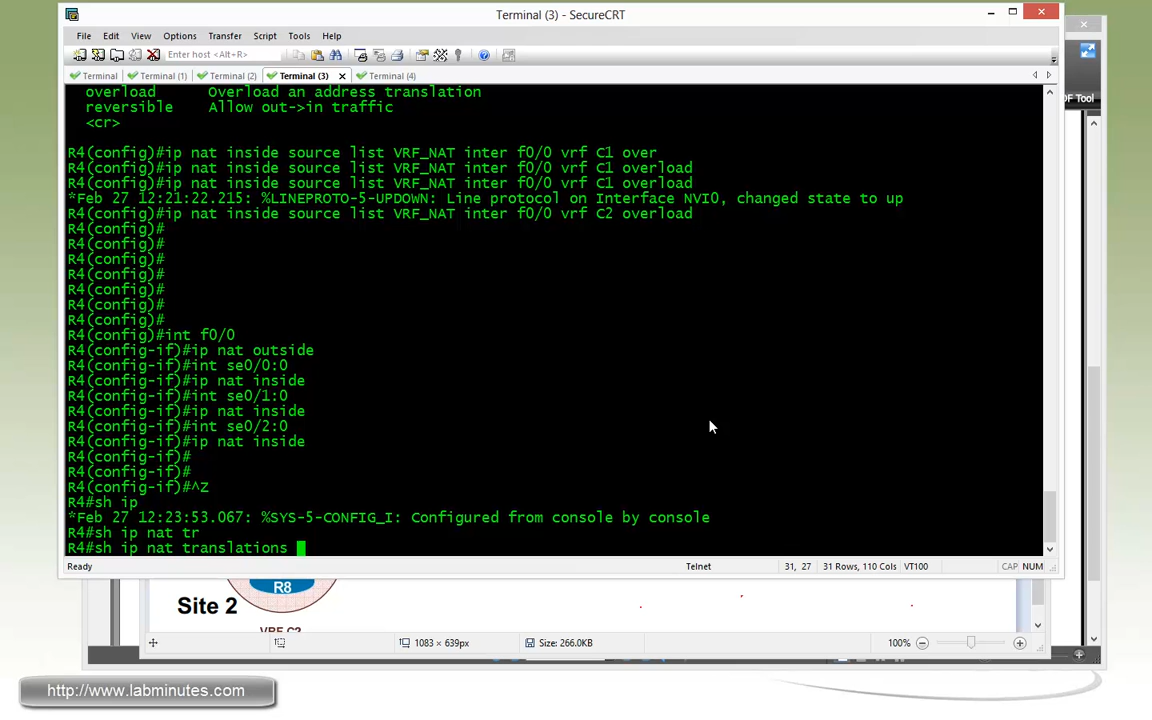 Terminal (3) - SecureCRT
File Edit View Options Transfer Script Tools Help
Enter host <Alt+R>
Terminal Terminal (1) Terminal (2) Terminal (3) Terminal (4)
DF Tool
overload Overload an address translation
reversible Allow out->in traffic
<cr>
R4(config)#ip nat inside source list VRF_NAT inter f0/0 vrf C1 over
R4(config)#ip nat inside source list VRF_NAT inter f0/0 vrf C1 overload
R4(config)#ip nat inside source list VRF_NAT inter f0/0 vrf C1 overload
*Feb 27 12:21:22.215: %LINEPROTO-5-UPDOWN: Line protocol on Interface NVI0, changed state to up
R4(config)#ip nat inside source list VRF_NAT inter f0/0 vrf C2 overload
R4(config)#
R4(config)#
R4(config)#
R4(config)#
R4(config)#
R4(config)#
R4(config)#
R4(config)#int f0/0
R4(config-if)#ip nat outside
R4(config-if)#int se0/0:0
R4(config-if)#ip nat inside
R4(config-if)#int se0/1:0
R4(config-if)#ip nat inside
R4(config-if)#int se0/2:0
R4(config-if)#ip nat inside
R4(config-if)#
R4(config-if)#
R4(config-if)#^Z
R4#sh ip
*Feb 27 12:23:53.067: %SYS-5-CONFIG_I: Configured from console by console
R4#sh ip nat tr
R4#sh ip nat translations
Ready Telnet 31, 27 31 Rows, 110 Cols VT100 CAP NUM
R8
Site 2
VRF C2
1083 × 639px Size: 266.0KB 100%
http://www.labminutes.com